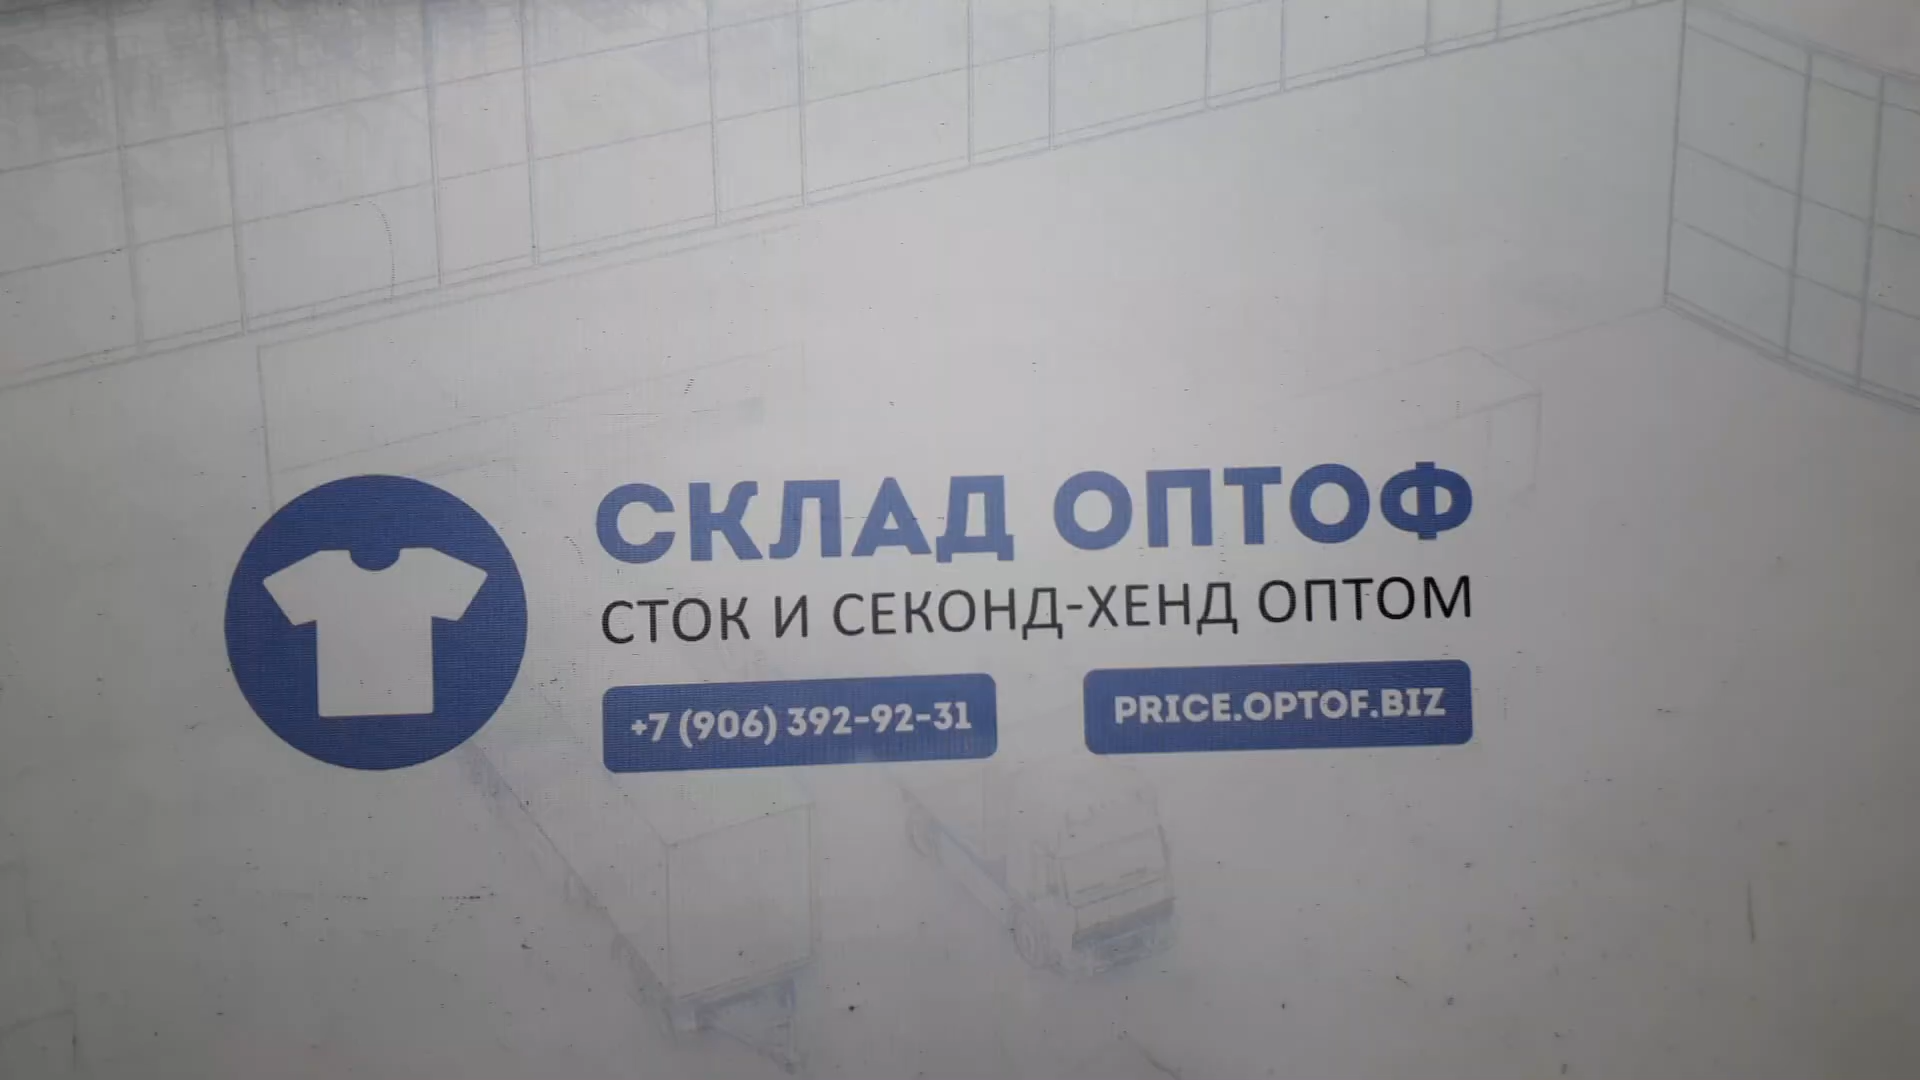 СКЛАД ОПТОФ
СТОК И СЕКОНД-ХЕНД ОПТОМ
+7 (906) 392-92-31
PRICE.OPTOF.BIZ